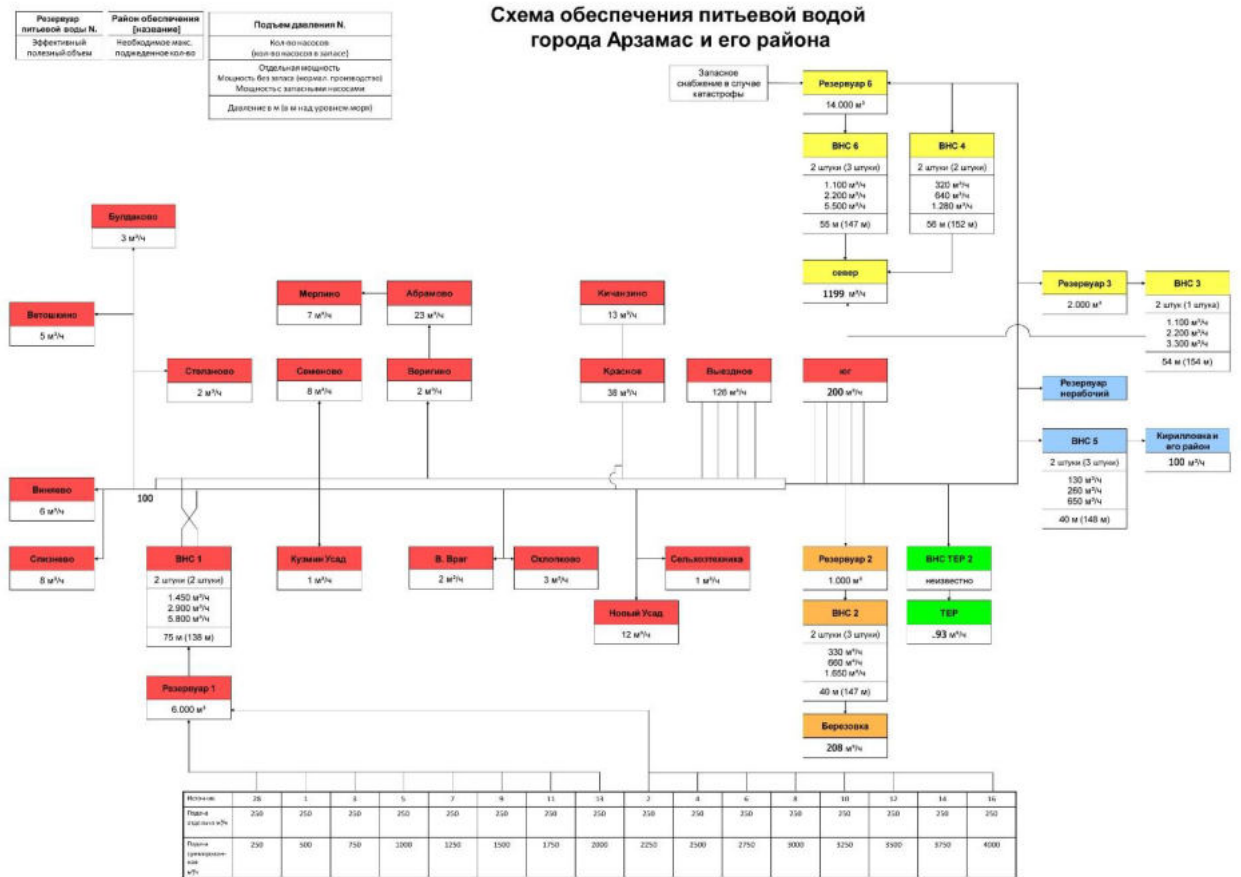 Схема обеспечения питьевой водой
города Арзамас и его района
Резервуар
питьевой воды N.
Эффективный
полезный объем
Район обеспечения
[название]
Необходимое макс.
Подъем давления N.
Кол-во насосов
(кол-во насосов в запасе)
Отдельная мощность
Мощность без запаса (нормал. производство)
Мощность с запасными насосами
Давление в м (в м над уровнем моря)
Запасное
снабжение в случае
катастрофы
Резервуар 6
14.000 м³
ВНС 6
2 штуки (3 штуки)
1.100 м³/ч
2.200 м³/ч
5.500 м³/ч
55 м (147 м)
ВНС 4
2 штуки (2 штуки)
320 м³/ч
640 м³/ч
1.280 м³/ч
56 м (152 м)
север
1199 м³/ч
Резервуар 3
2.000 м³
ВНС 3
2 штук (1 штука)
1.100 м³/ч
2.200 м³/ч
3.300 м³/ч
54 м (154 м)
Булдаково
3 м³/ч
Ветошкино
5 м³/ч
Степаново
2 м³/ч
Мерлино
7 м³/ч
Абрамово
23 м³/ч
Кичанзино
13 м³/ч
Семеново
8 м³/ч
Веригино
2 м³/ч
Красное
38 м³/ч
Выездное
126 м³/ч
юг
200 м³/ч
Резервуар
нерабочий
ВНС 5
2 штуки (3 штуки)
130 м³/ч
260 м³/ч
650 м³/ч
40 м (148 м)
Кирилловка и
его район
100 м³/ч
100
6 м³/ч
Слизнево
8 м³/ч
ВНС 1
2 штуки (2 штуки)
1.450 м³/ч
2.900 м³/ч
5.800 м³/ч
75 м (138 м)
Кузмин Усад
1 м³/ч
В. Враг
2 м³/ч
Охлопково
3 м³/ч
Сельхозтехника
1 м³/ч
Новый Усад
12 м³/ч
Резервуар 2
1.000 м³
ВНС 2
2 штуки (3 штуки)
330 м³/ч
660 м³/ч
1.650 м³/ч
40 м (147 м)
Березовка
208 м³/ч
ВНС ТЕР 2
неизвестно
ТЕР
.93 м³/ч
Резервуар 1
6.000 м³
Источник 28 1 3 5 7 9 11 13 2 4 6 8 10 12 14 16
250 250 250 250 250 250 250 250 250 250 250 250 250 250 250 250
250 500 750 1000 1250 1500 1750 2000 2250 2500 2750 3000 3250 3500 3750 4000